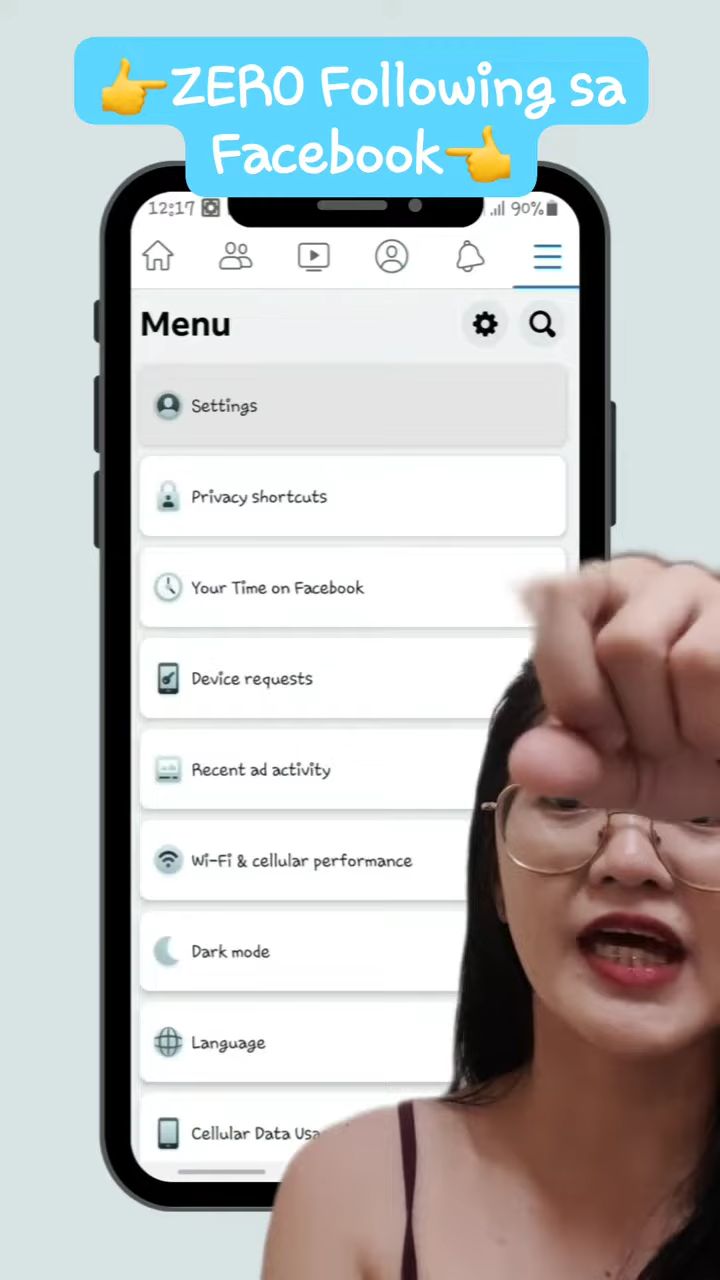 👉ZERO Following sa
Facebook👈
12:17
90%
Menu
Settings
Privacy shortcuts
Your Time on Facebook
Device requests
Recent ad activity
Wi-Fi & cellular performance
Dark mode
Language
Cellular Data Usa